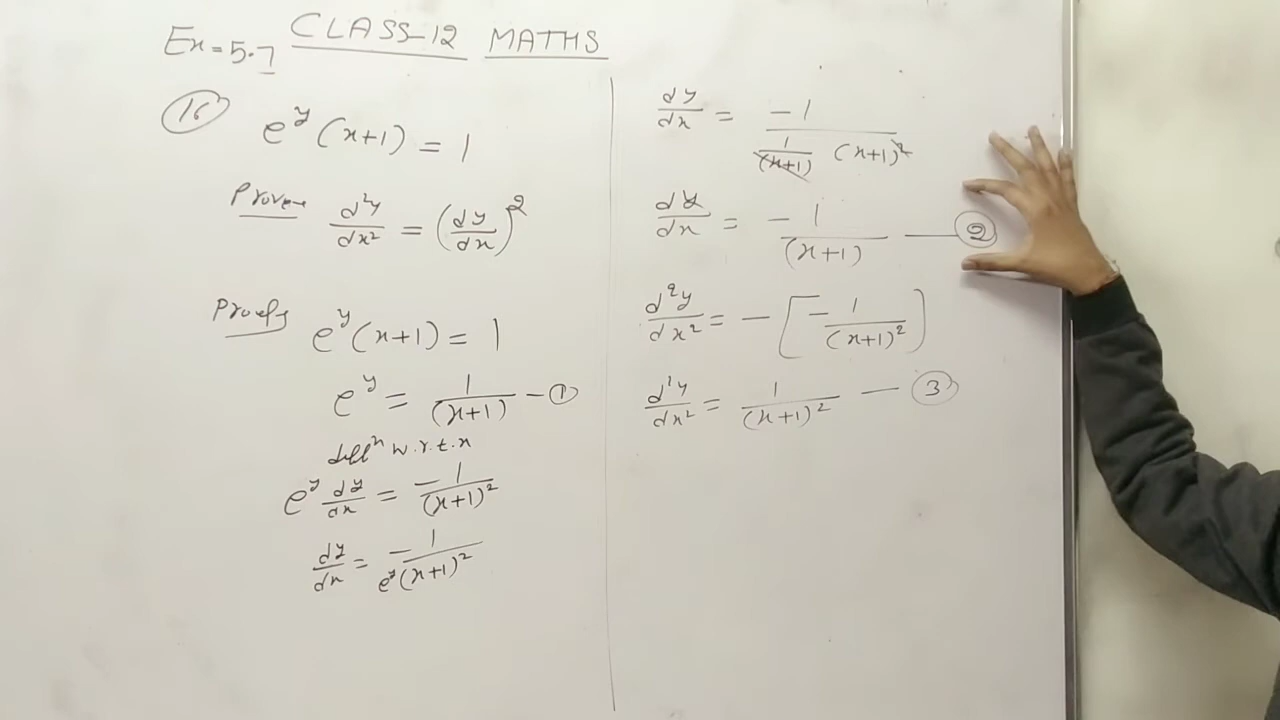 Ex = 5.7 CLASS-12 MATHS
16 e^y (x+1) = 1
Prove d²y/dx² = (dy/dx)²
Proof
e^y (x+1) = 1
e^y = 1/(x+1) — ①
diffⁿ w.r.t. x
e^y dy/dx = -1/(x+1)²
dy/dx = -1/e^y(x+1)²
dy/dx = -1/(1/(x+1) (x+1)²)
dy/dx = -1/(x+1) — ②
d²y/dx² = -[-1/(x+1)²]
d²y/dx² = 1/(x+1)² — ③